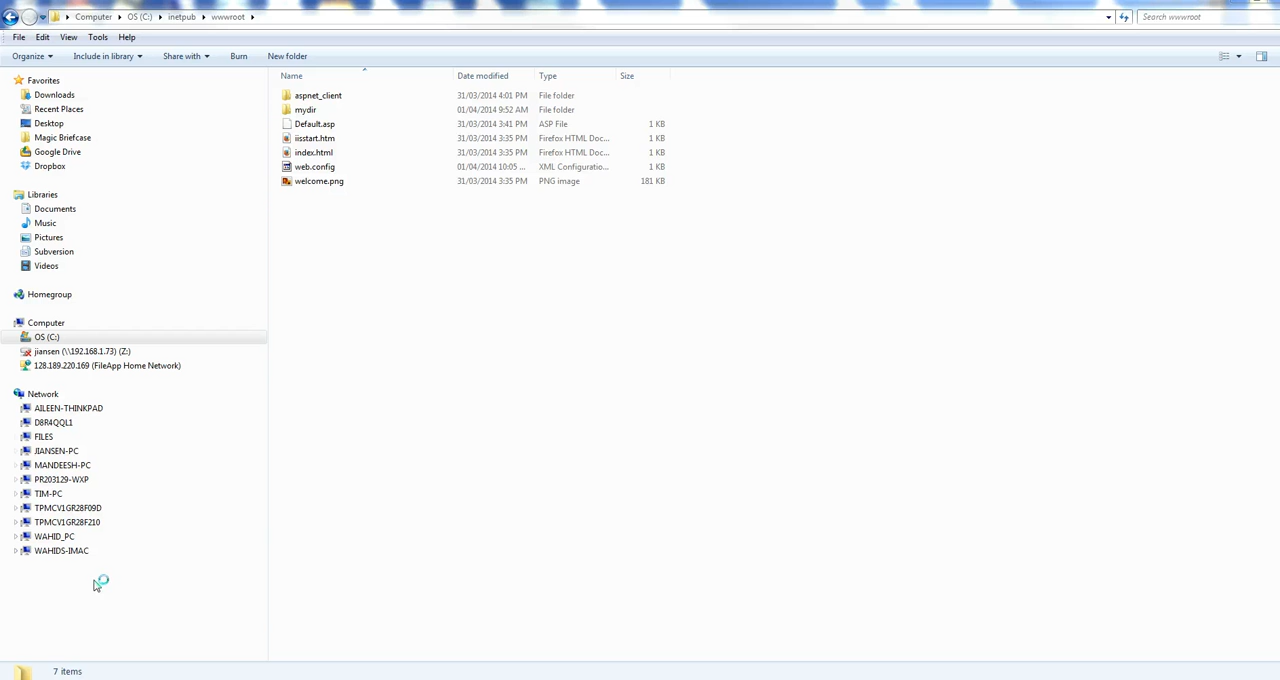 Computer OS (C:) inetpub wwwroot Search wwwroot
File Edit View Tools Help
Organize Include in library Share with Burn New folder
Name Date modified Type Size
Favorites
Downloads
Recent Places
Desktop
Magic Briefcase
Google Drive
Dropbox
Libraries
Documents
Music
Pictures
Subversion
Videos
Homegroup
Computer
OS (C:)
jiansen (\\192.168.1.73) (Z:)
128.189.220.169 (FileApp Home Network)
Network
AILEEN-THINKPAD
D8R4QQL1
FILES
JIANSEN-PC
MANDEESH-PC
PR203129-WXP
TIM-PC
TPMCV1GR28F09D
TPMCV1GR28F210
WAHID_PC
WAHIDS-IMAC
aspnet_client 31/03/2014 4:01 PM File folder
mydir 01/04/2014 9:52 AM File folder
Default.asp 31/03/2014 3:41 PM ASP File 1 KB
iisstart.htm 31/03/2014 3:35 PM Firefox HTML Doc... 1 KB
index.html 31/03/2014 3:35 PM Firefox HTML Doc... 1 KB
web.config 01/04/2014 10:05 ... XML Configuratio... 1 KB
welcome.png 31/03/2014 3:35 PM PNG image 181 KB
7 items